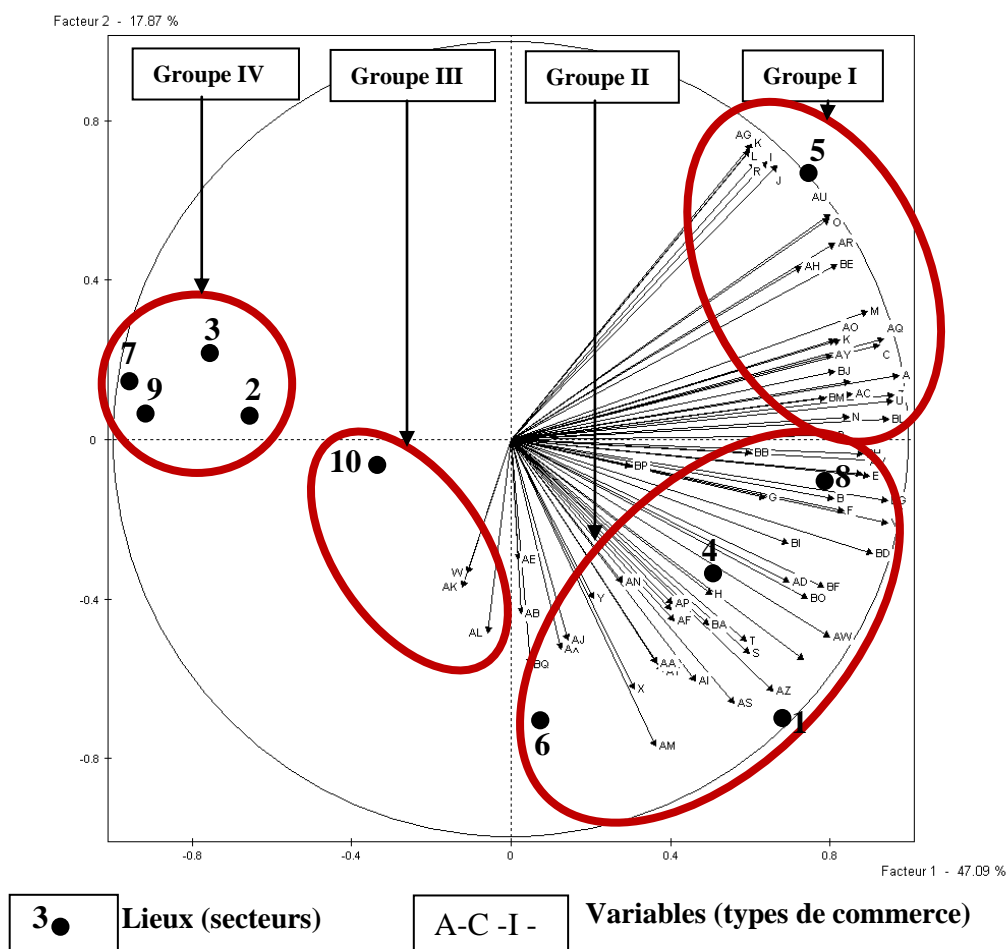 Facteur 2 - 17.87 %
Groupe IV
Groupe III
Groupe II
Groupe I
0.8
0.4
0
-0.4
-0.8
AG
K
L
I
R
J
5
AU
O
AR
AH
BE
M
AO
AQ
K
AY
C
BJ
A
AC
BM
U
N
BL
3
7
9
2
10
BB
BP
E
8
G
B
F
BI
BD
4
AD
BF
BO
H
W
AK
AL
AE
AB
AJ
BQ
AN
Y
AP
AF
BA
T
S
AW
AA
AI
X
AS
AZ
AM
6
1
-0.8
-0.4
0
0.4
0.8
Facteur 1 - 47.09 %
3
Lieux (secteurs)
A-C -I -
Variables (types de commerce)